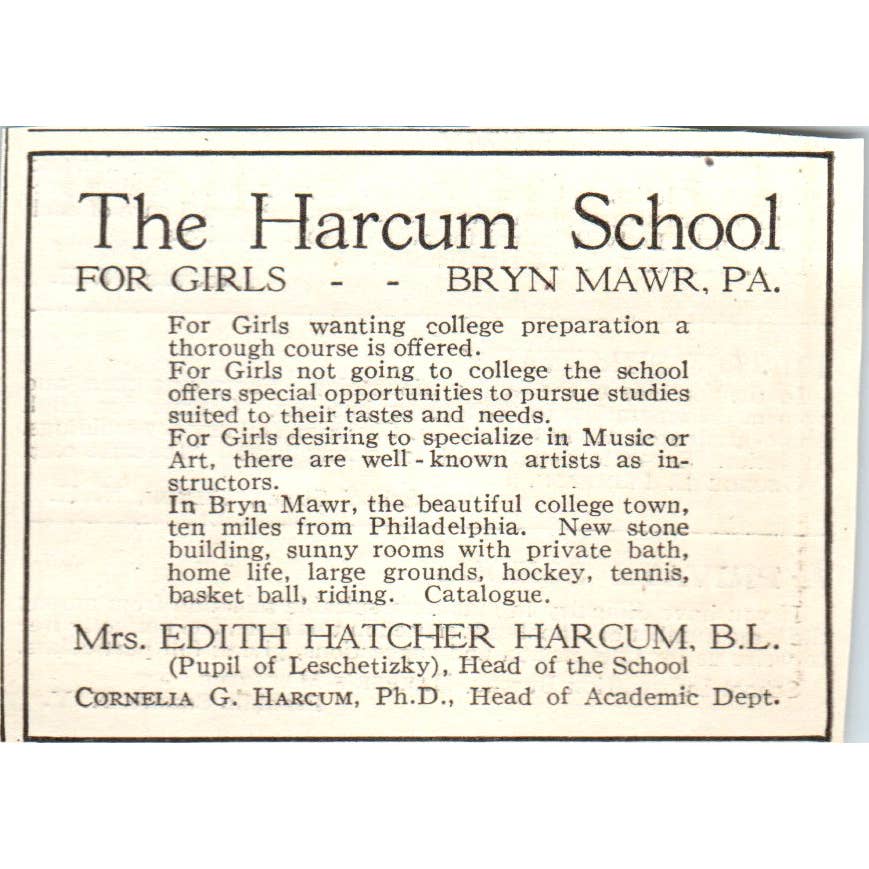 The Harcum School
FOR GIRLS - - BRYN MAWR, PA.
For Girls wanting college preparation a
thorough course is offered.
For Girls not going to college the school
offers special opportunities to pursue studies
suited to their tastes and needs.
For Girls desiring to specialize in Music or
Art, there are well-known artists as in-
structors.
In Bryn Mawr, the beautiful college town,
ten miles from Philadelphia. New stone
building, sunny rooms with private bath,
home life, large grounds, hockey, tennis,
basket ball, riding. Catalogue.
Mrs. EDITH HATCHER HARCUM, B.L.
(Pupil of Leschetizky), Head of the School
CORNELIA G. HARCUM, Ph.D., Head of Academic Dept.